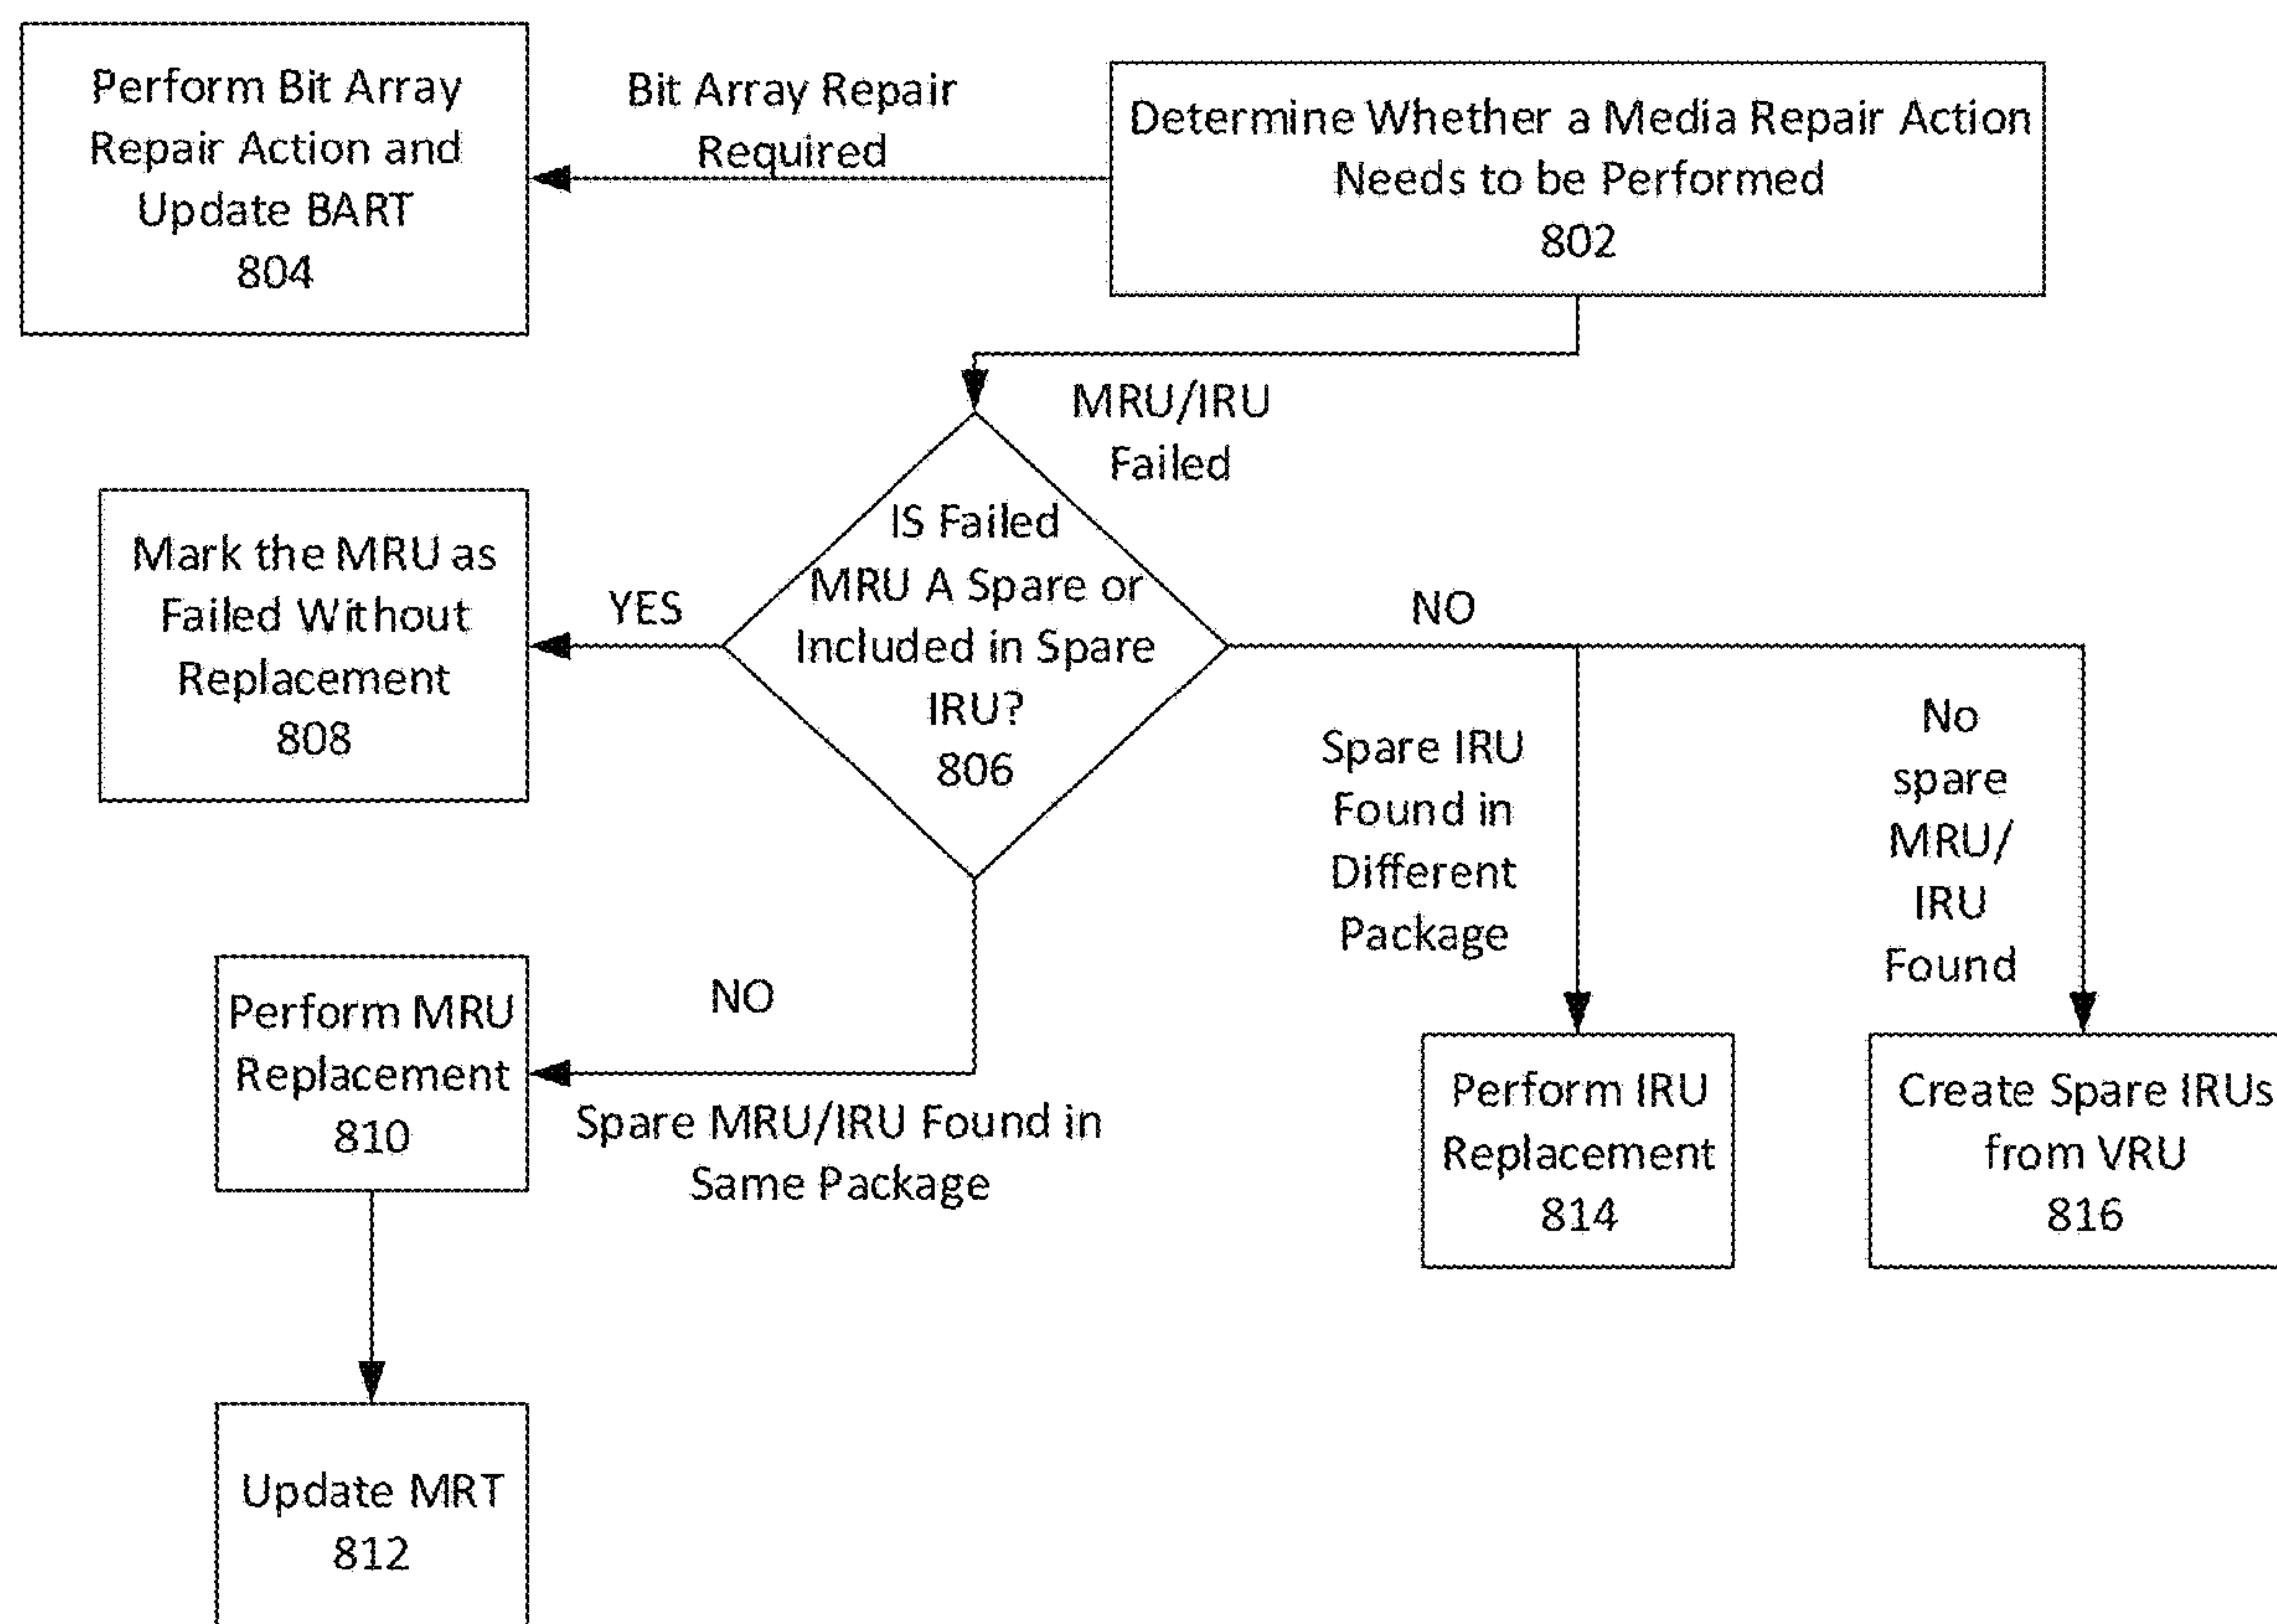 Perform Bit Array
Repair Action and
Update BART
804
Bit Array Repair
Required
Determine Whether a Media Repair Action
Needs to be Performed
802
MRU/IRU
Failed
IS Failed
MRU A Spare or
Included in Spare
IRU?
806
YES
Mark the MRU as
Failed Without
Replacement
808
NO
Spare IRU
Found in
Different
Package
No
spare
MRU/
IRU
Found
NO
Spare MRU/IRU Found in
Same Package
Perform MRU
Replacement
810
Perform IRU
Replacement
814
Create Spare IRUs
from VRU
816
Update MRT
812